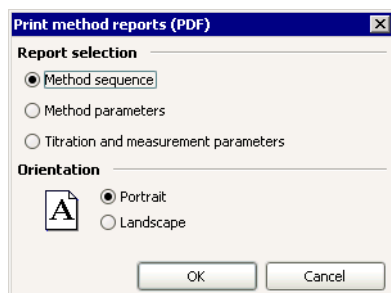 Print method reports (PDF)
Report selection
Method sequence
Method parameters
Titration and measurement parameters
Orientation
A
Portrait
Landscape
OK Cancel